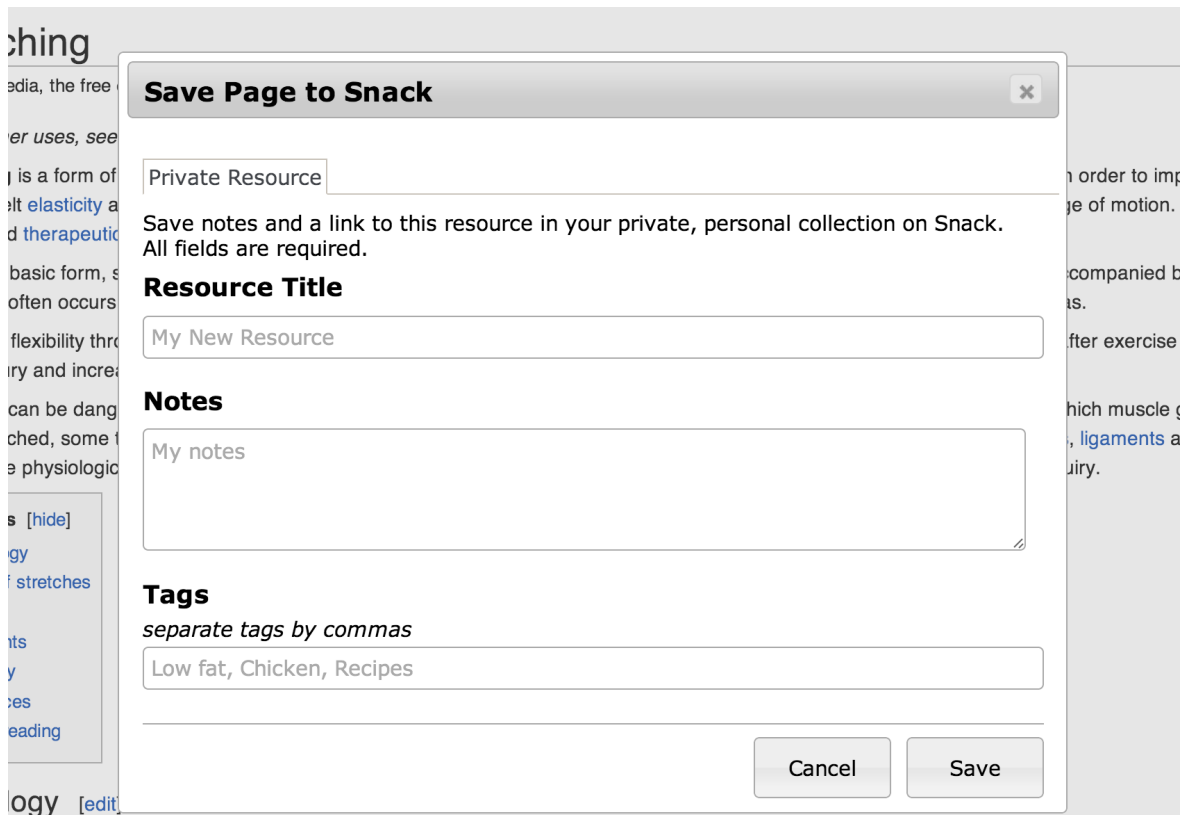 ching
edia, the free
Save Page to Snack
er uses, see
Private Resource
is a form of
n order to imp
elt elasticity a
ge of motion.
d therapeutic
Save notes and a link to this resource in your private, personal collection on Snack.
All fields are required.
basic form, s
ccompanied b
often occurs
as.
Resource Title
My New Resource
flexibility thro
fter exercise
ury and increa
Notes
can be dang
hich muscle g
ched, some t
, ligaments a
e physiologic
uiry.
My notes
s [hide]
gy
f stretches
nts
y
ces
eading
Tags
separate tags by commas
Low fat, Chicken, Recipes
Cancel
Save
logy [edit]